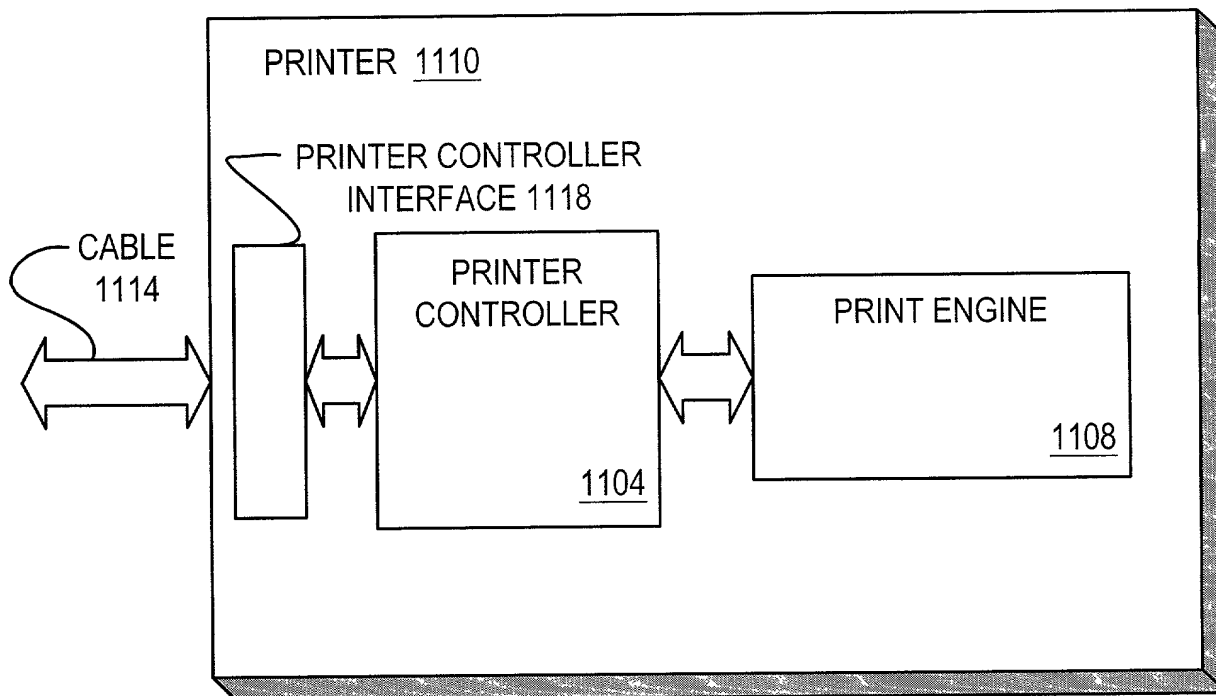 PRINTER 1110
PRINTER CONTROLLER
INTERFACE 1118
CABLE
1114
PRINTER
CONTROLLER
1104
PRINT ENGINE
1108